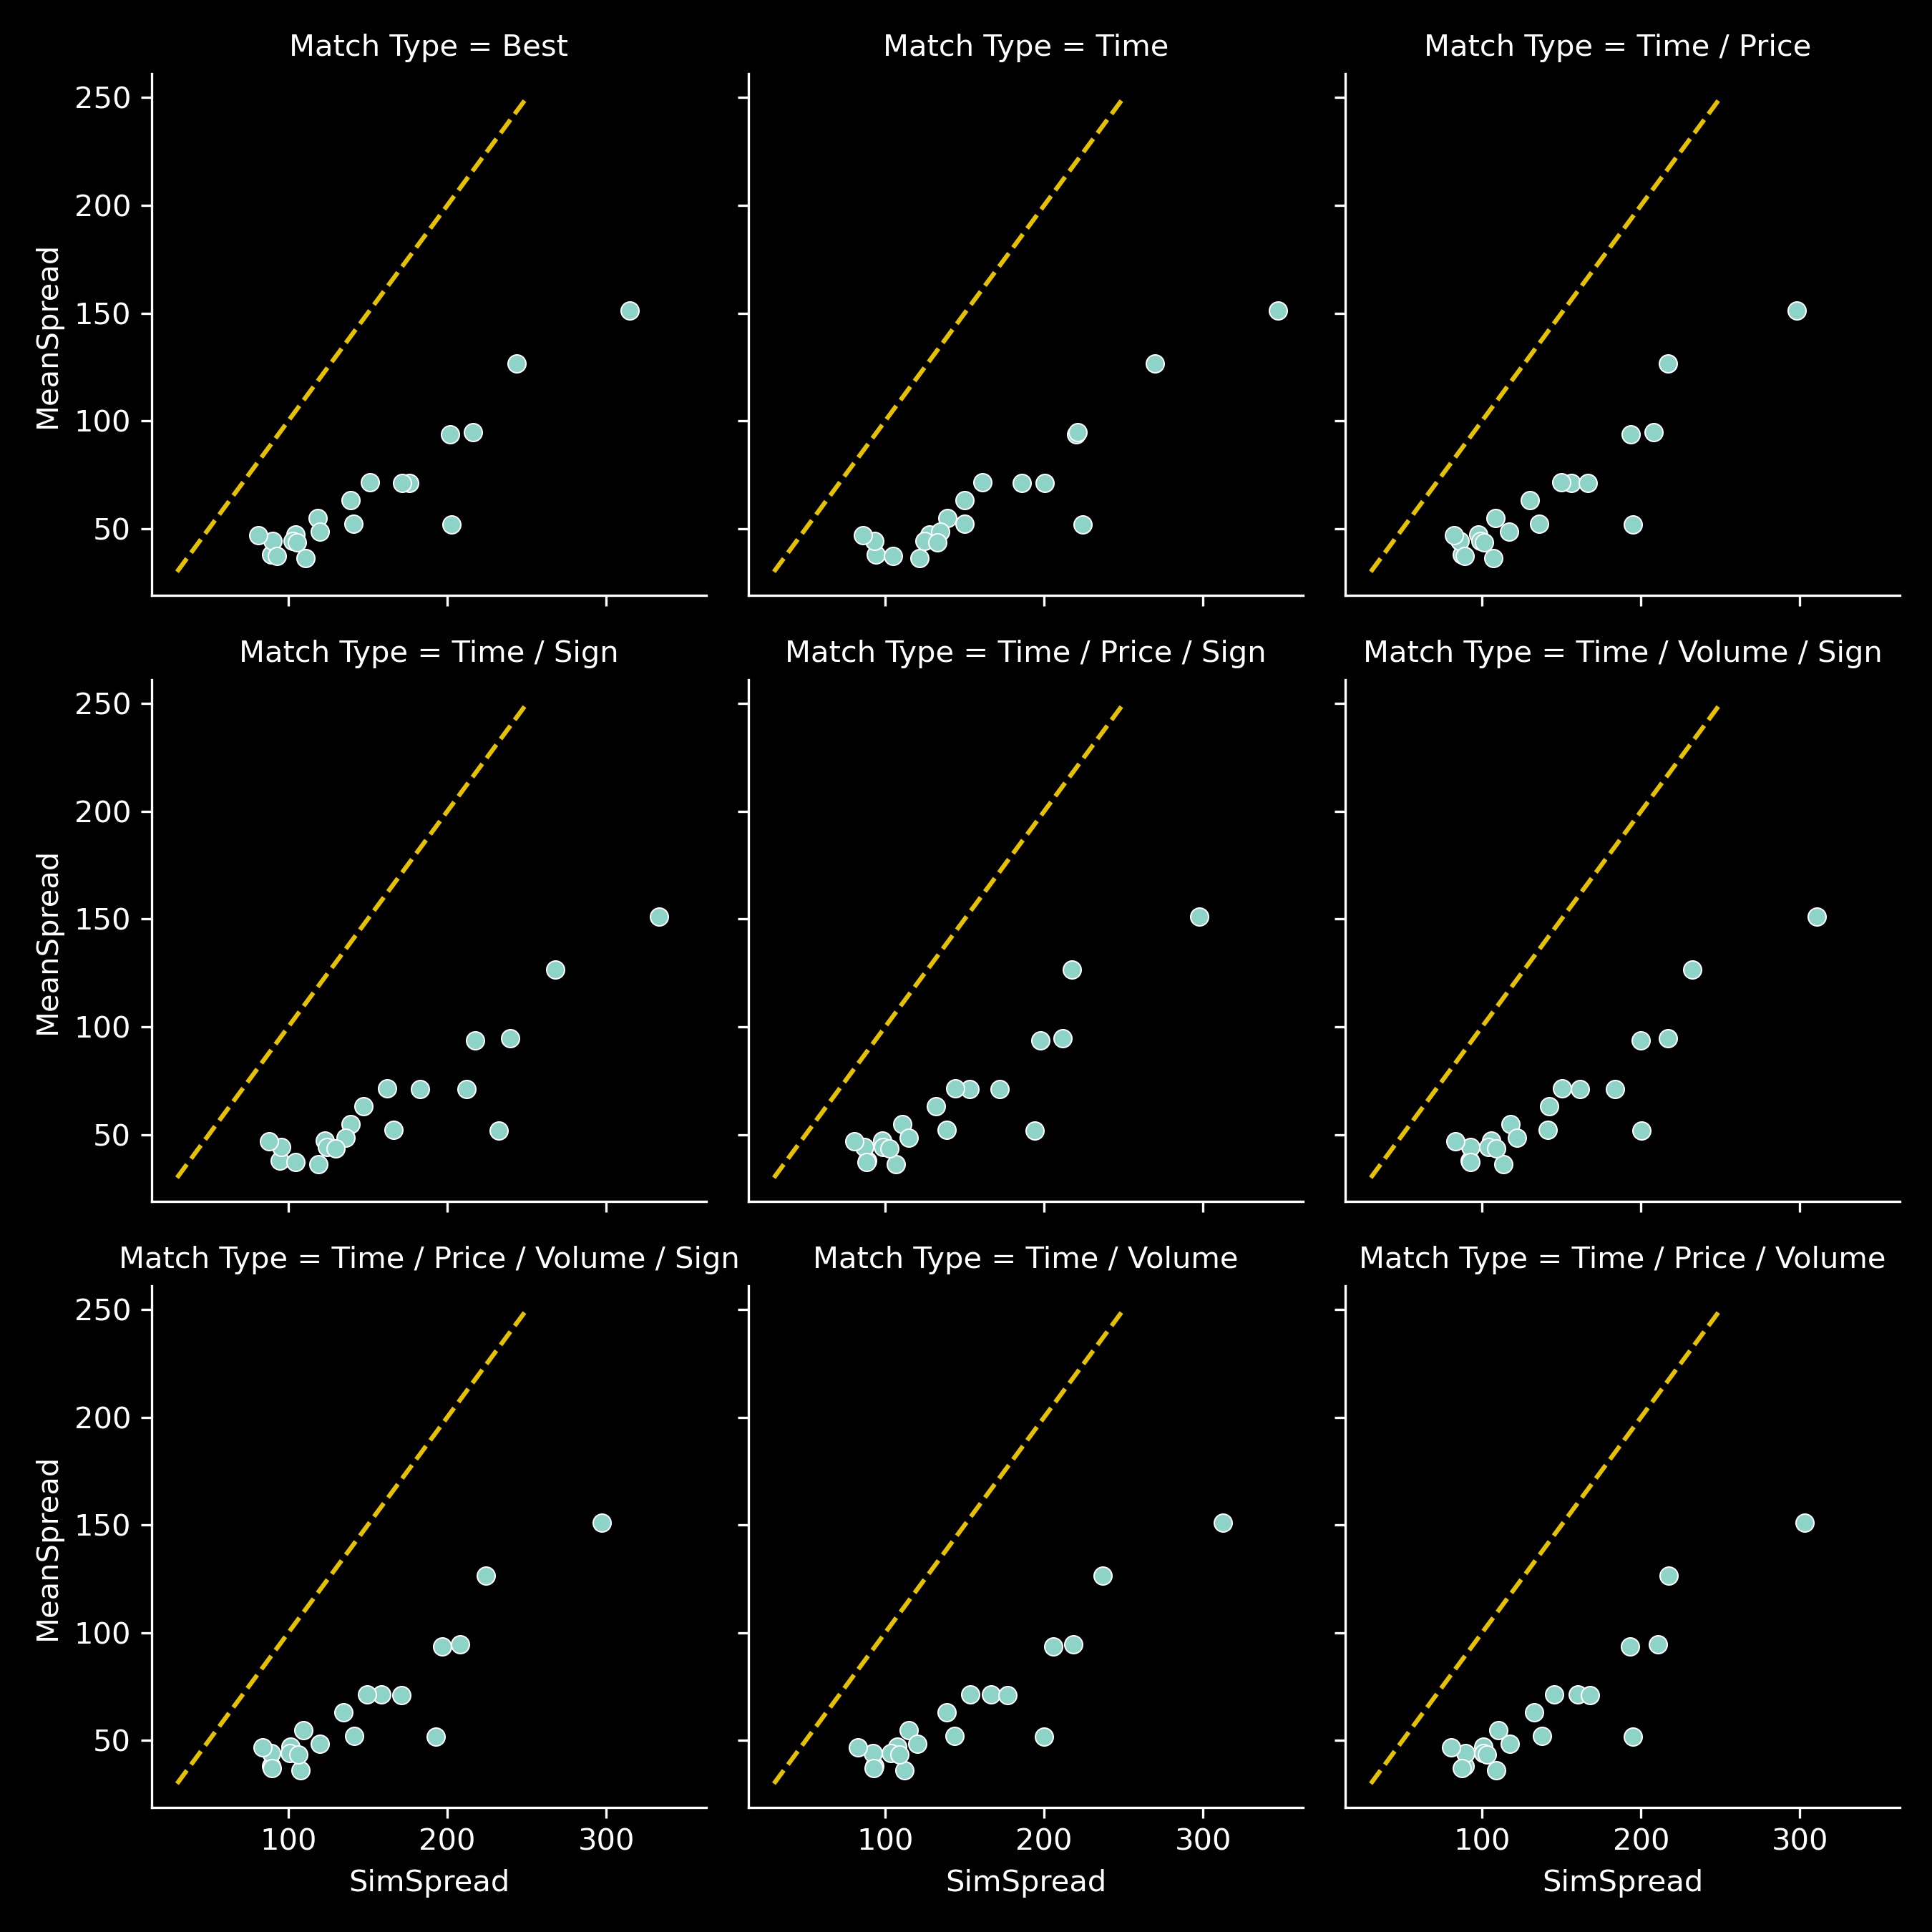 Match Type = Best
Match Type = Time
Match Type = Time / Price
250
200
150
100
50
MeanSpread
Match Type = Time / Sign
Match Type = Time / Price / Sign
Match Type = Time / Volume / Sign
250
200
150
100
50
MeanSpread
Match Type = Time / Price / Volume / Sign
Match Type = Time / Volume
Match Type = Time / Price / Volume
250
200
150
100
50
MeanSpread
100 200 300
100 200 300
100 200 300
SimSpread
SimSpread
SimSpread